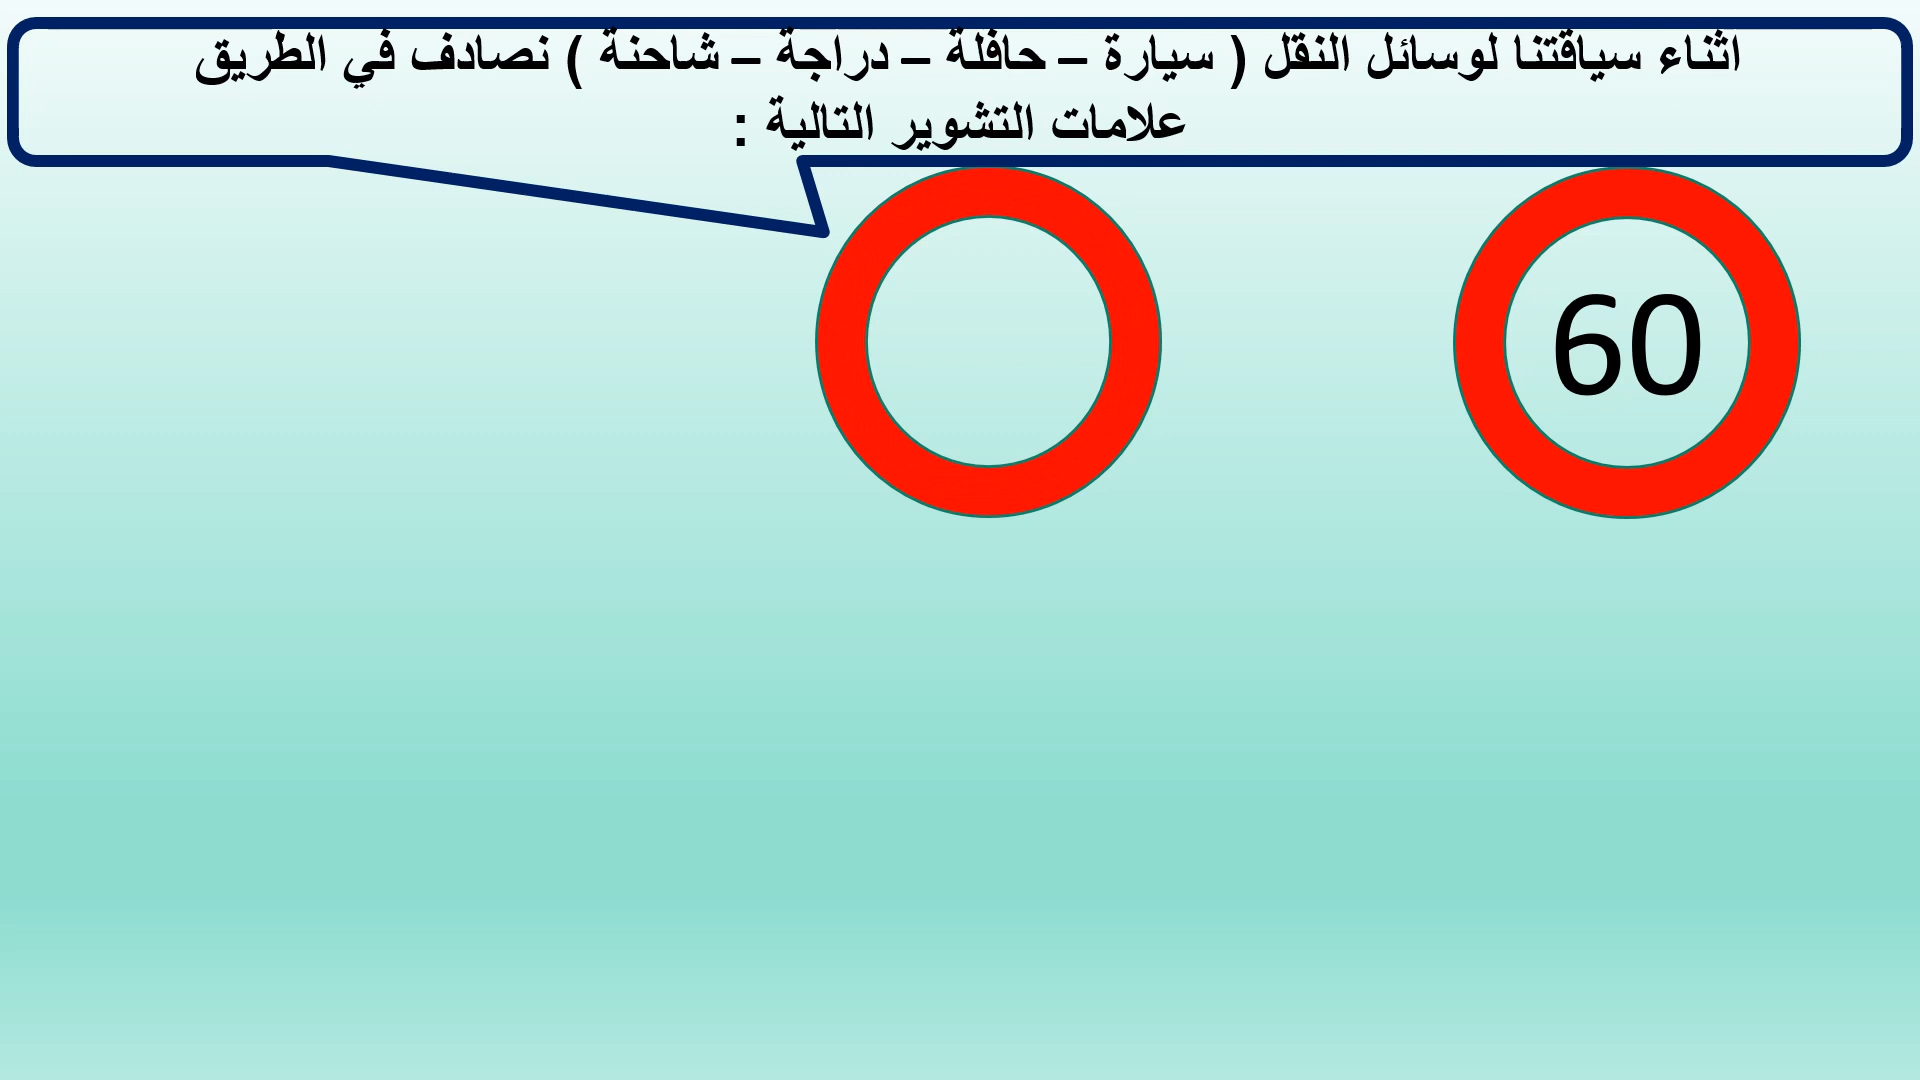 اثناء سياقتنا لوسائل النقل ( سيارة – حافلة – دراجة – شاحنة ) نصادف في الطريق
علامات التشوير التالية :
60